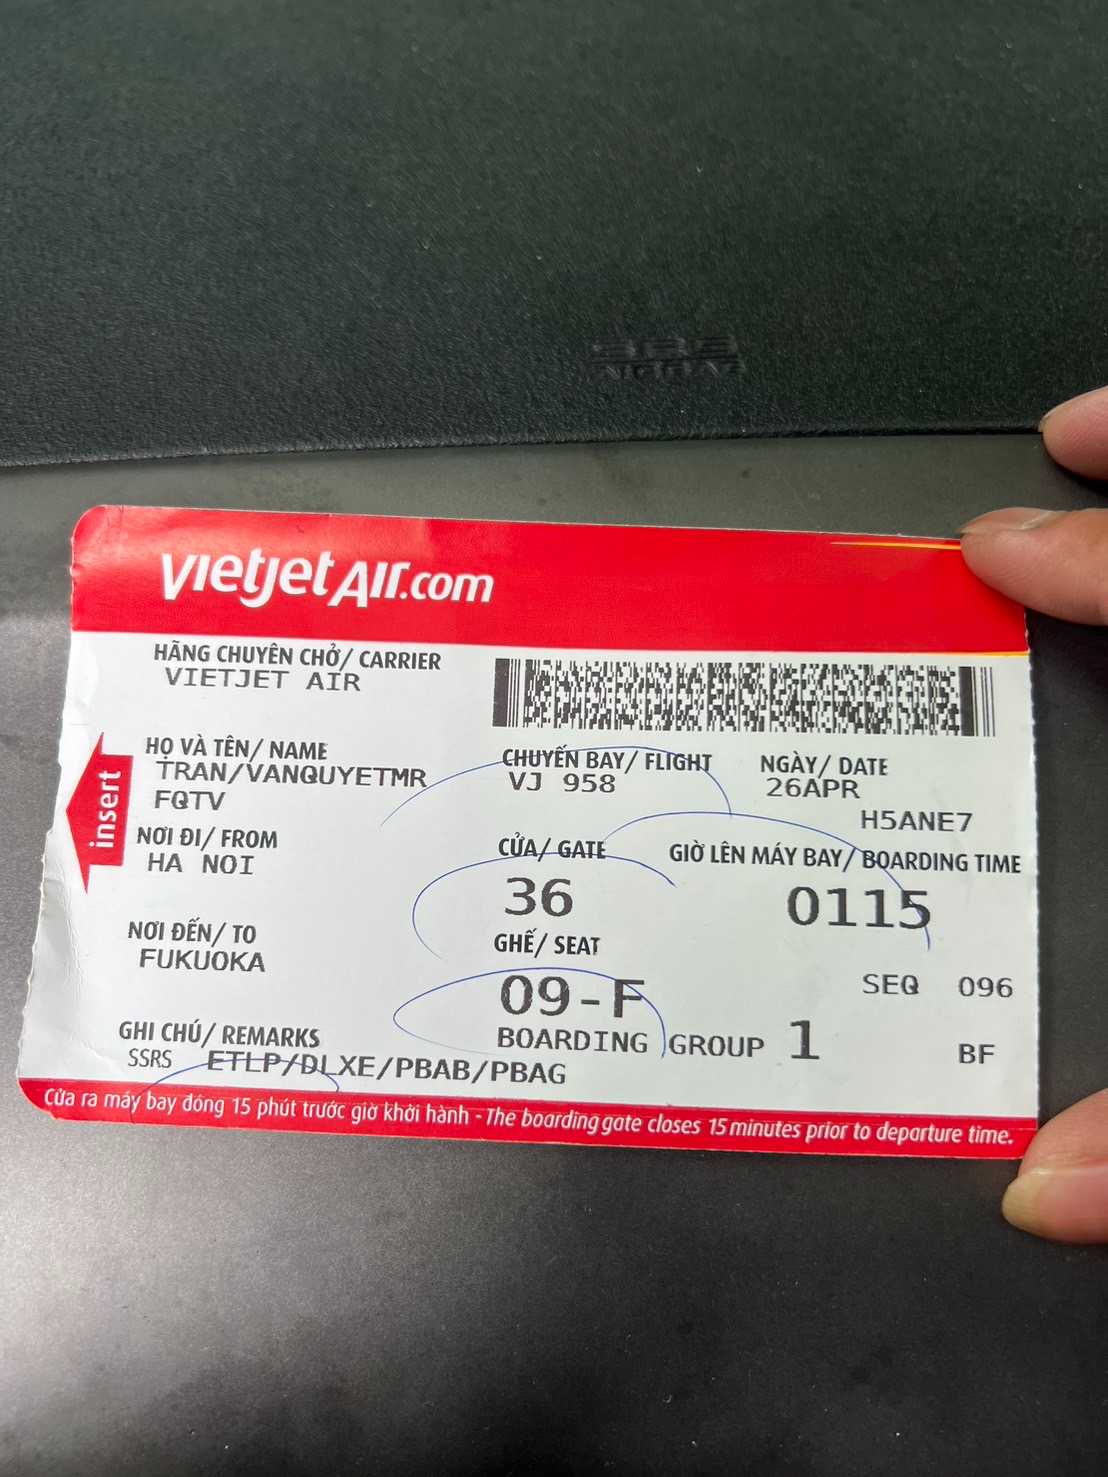 vietjetAir.com
HÃNG CHUYÊN CHỞ/ CARRIER
VIETJET AIR
HỌ VÀ TÊN/ NAME
TRAN/VANQUYETMR
FQTV
CHUYẾN BAY/ FLIGHT
VJ 958
NGÀY/ DATE
26APR
H5ANE7
insert
NƠI ĐI/ FROM
HA NOI
CỬA/ GATE
36
GIỜ LÊN MÁY BAY/ BOARDING TIME
0115
NƠI ĐẾN/ TO
FUKUOKA
GHẾ/ SEAT
09-F
SEQ 096
BOARDING GROUP 1
BF
GHI CHÚ/ REMARKS
SSRS ETLP/DLXE/PBAB/PBAG
Cửa ra máy bay đóng 15 phút trước giờ khởi hành - The boarding gate closes 15 minutes prior to departure time.